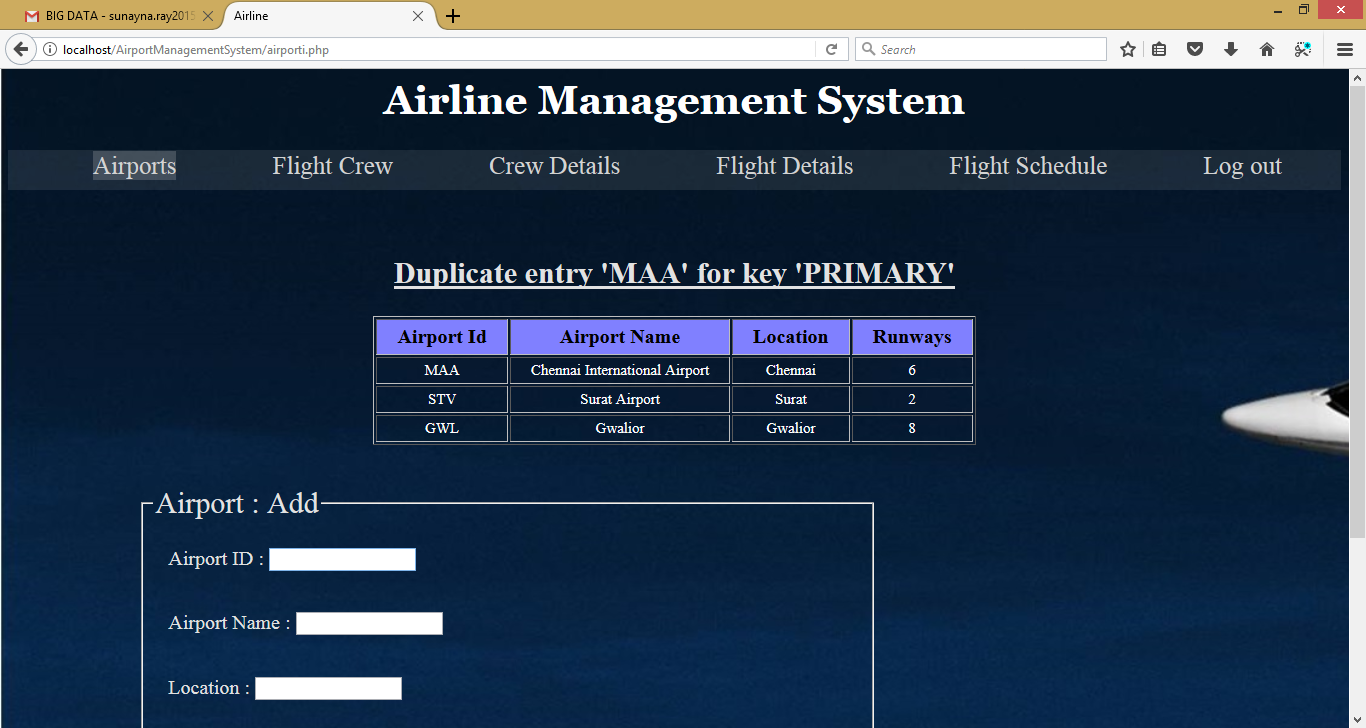 BIG DATA - sunayna.ray2015
Airline
localhost/AirportManagementSystem/airporti.php
Search
Airline Management System
Airports Flight Crew Crew Details Flight Details Flight Schedule Log out
Duplicate entry 'MAA' for key 'PRIMARY'
Airport Id Airport Name Location Runways
MAA Chennai International Airport Chennai 6
STV Surat Airport Surat 2
GWL Gwalior Gwalior 8
Airport : Add
Airport ID :
Airport Name :
Location :